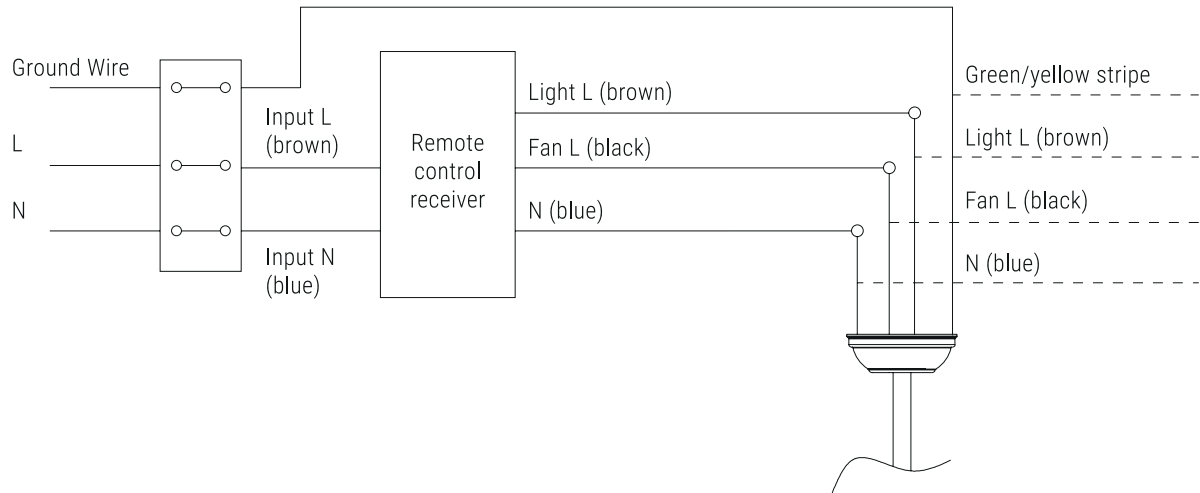 Ground Wire
L
N
Input L
(brown)
Input N
(blue)
Remote
control
receiver
Light L (brown)
Fan L (black)
N (blue)
Green/yellow stripe
Light L (brown)
Fan L (black)
N (blue)